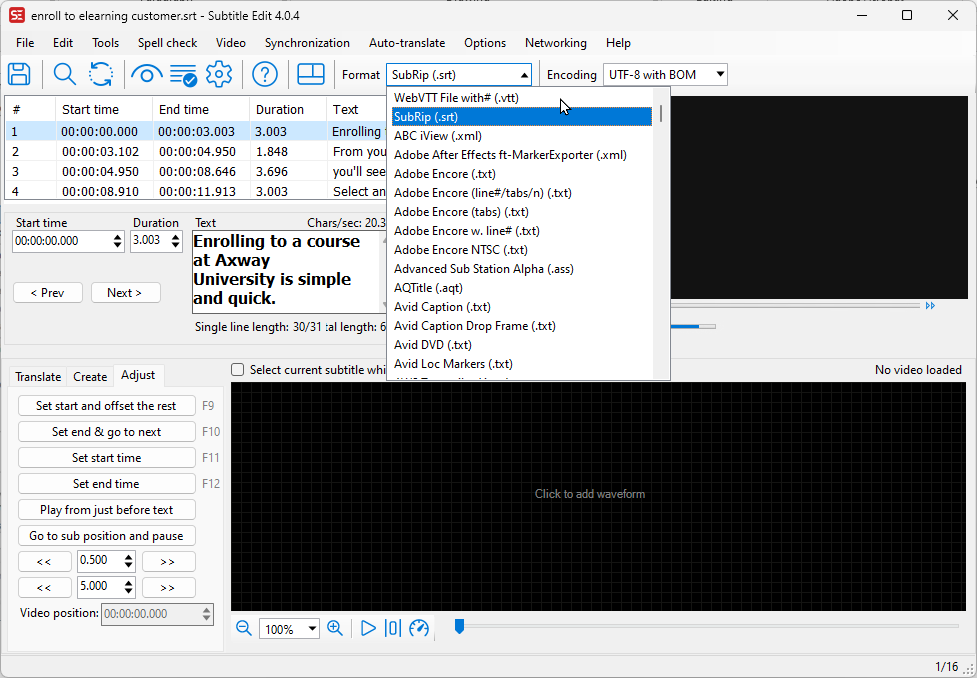 enroll to elearning customer.srt - Subtitle Edit 4.0.4
File Edit Tools Spell check Video Synchronization Auto-translate Options Networking Help
Format SubRip (.srt) Encoding UTF-8 with BOM
WebVTT File with# (.vtt)
SubRip (.srt)
ABC iView (.xml)
Adobe After Effects ft-MarkerExporter (.xml)
Adobe Encore (.txt)
Adobe Encore (line#/tabs/n) (.txt)
Adobe Encore (tabs) (.txt)
Adobe Encore w. line# (.txt)
Adobe Encore NTSC (.txt)
Advanced Sub Station Alpha (.ass)
AQTitle (.aqt)
Avid Caption (.txt)
Avid Caption Drop Frame (.txt)
Avid DVD (.txt)
Avid Loc Markers (.txt)
# Start time End time Duration Text
1 00:00:00.000 00:00:03.003 3.003 Enrolling
2 00:00:03.102 00:00:04.950 1.848 From you
3 00:00:04.950 00:00:08.646 3.696 you'll see
4 00:00:08.910 00:00:11.913 3.003 Select an
Start time Duration Text Chars/sec: 20.3
00:00:00.000 3.003
Enrolling to a course
at Axway
University is simple
and quick.
< Prev Next >
Single line length: 30/31 :al length: 6
Translate Create Adjust
Select current subtitle whi No video loaded
Set start and offset the rest F9
Set end & go to next F10
Set start time F11
Set end time F12
Play from just before text
Go to sub position and pause
<< 0.500 >>
<< 5.000 >>
Video position: 00:00:00.000
Click to add waveform
100%
1/16